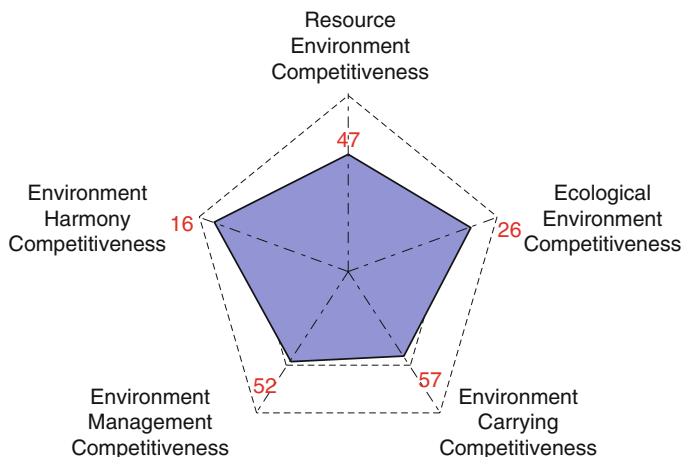 Resource
Environment
Competitiveness
47
Environment
Harmony
Competitiveness
16
Ecological
Environment
Competitiveness
26
52
Environment
Management
Competitiveness
57
Environment
Carrying
Competitiveness